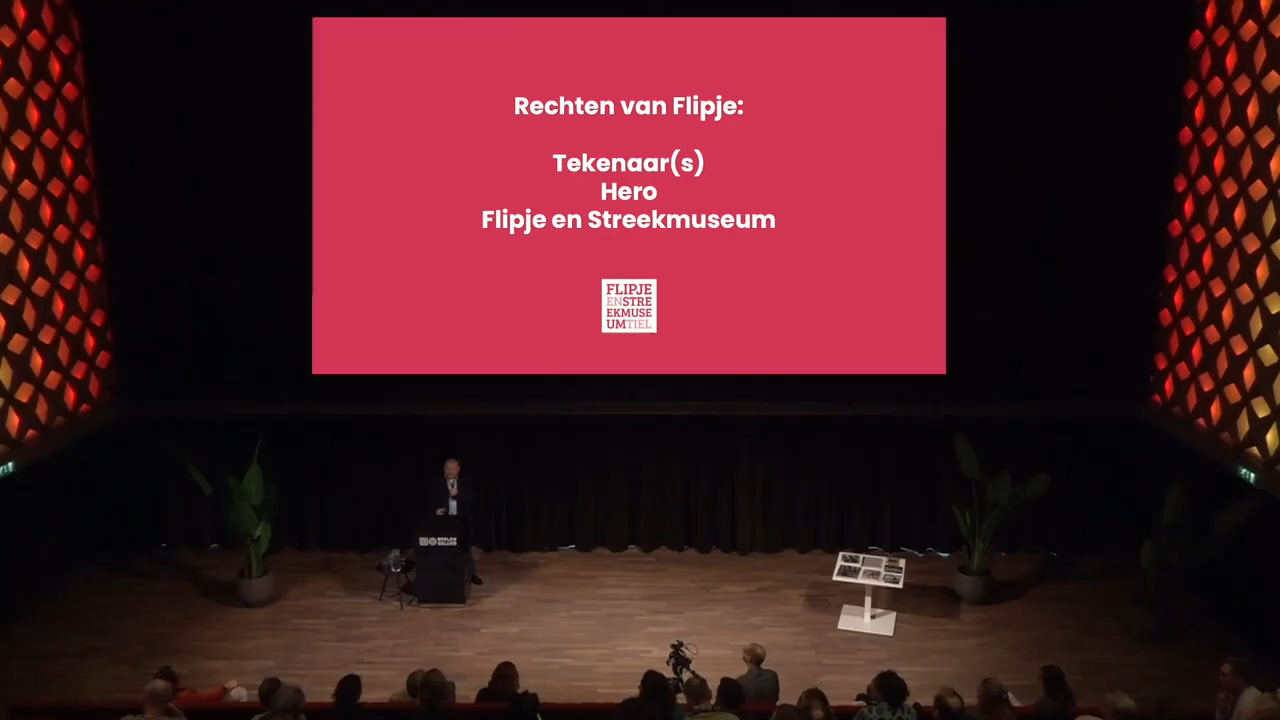 Rechten van Flipje:
Tekenaar(s)
Hero
Flipje en Streekmuseum
FLIPJE
ENSTRE
EKMUSE
UMTIEL